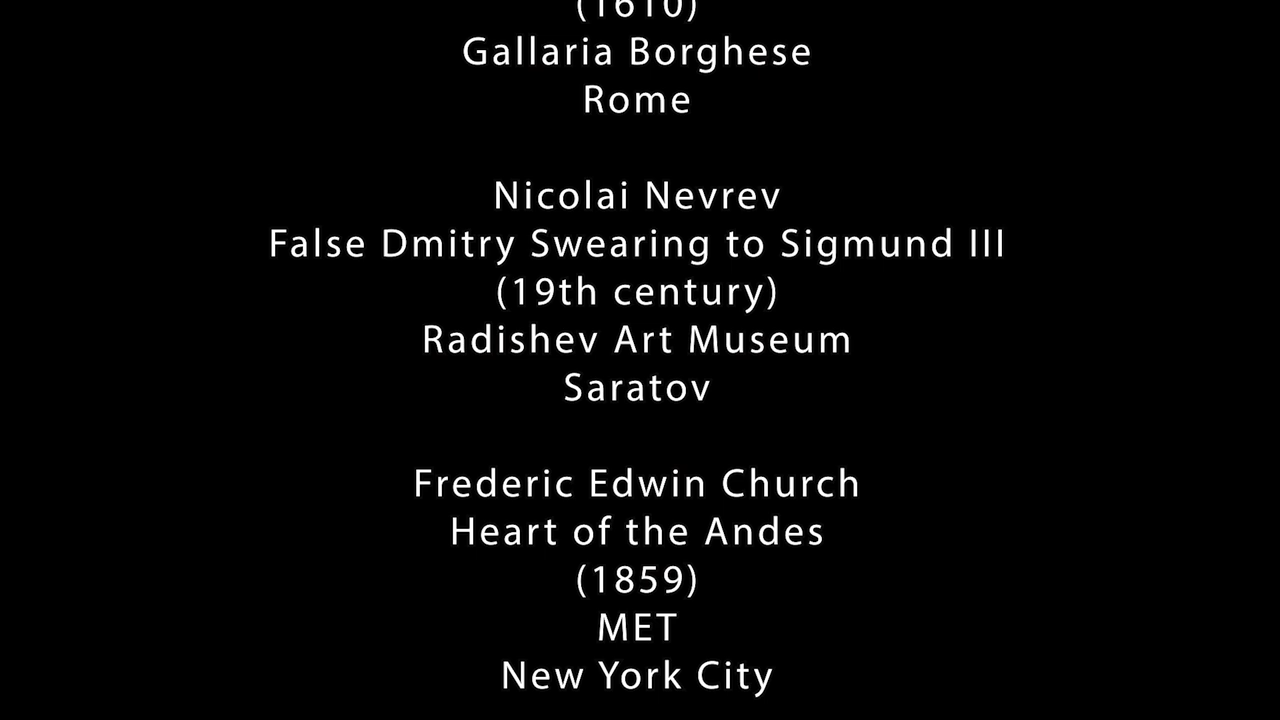 (1610)
Gallaria Borghese
Rome
Nicolai Nevrev
False Dmitry Swearing to Sigmund III
(19th century)
Radishev Art Museum
Saratov
Frederic Edwin Church
Heart of the Andes
(1859)
MET
New York City